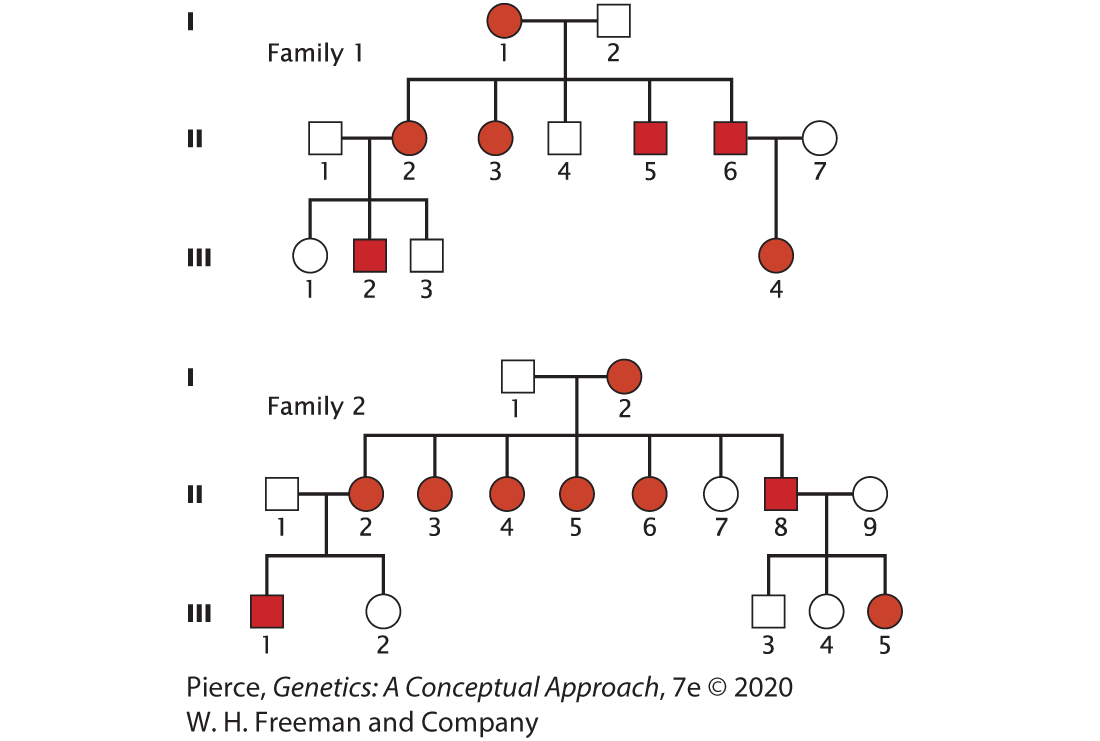 I
Family 1
1 2
II
1 2 3 4 5 6 7
III
1 2 3 4
I
Family 2
1 2
II
1 2 3 4 5 6 7 8 9
III
1 2 3 4 5
Pierce, Genetics: A Conceptual Approach, 7e © 2020
W. H. Freeman and Company